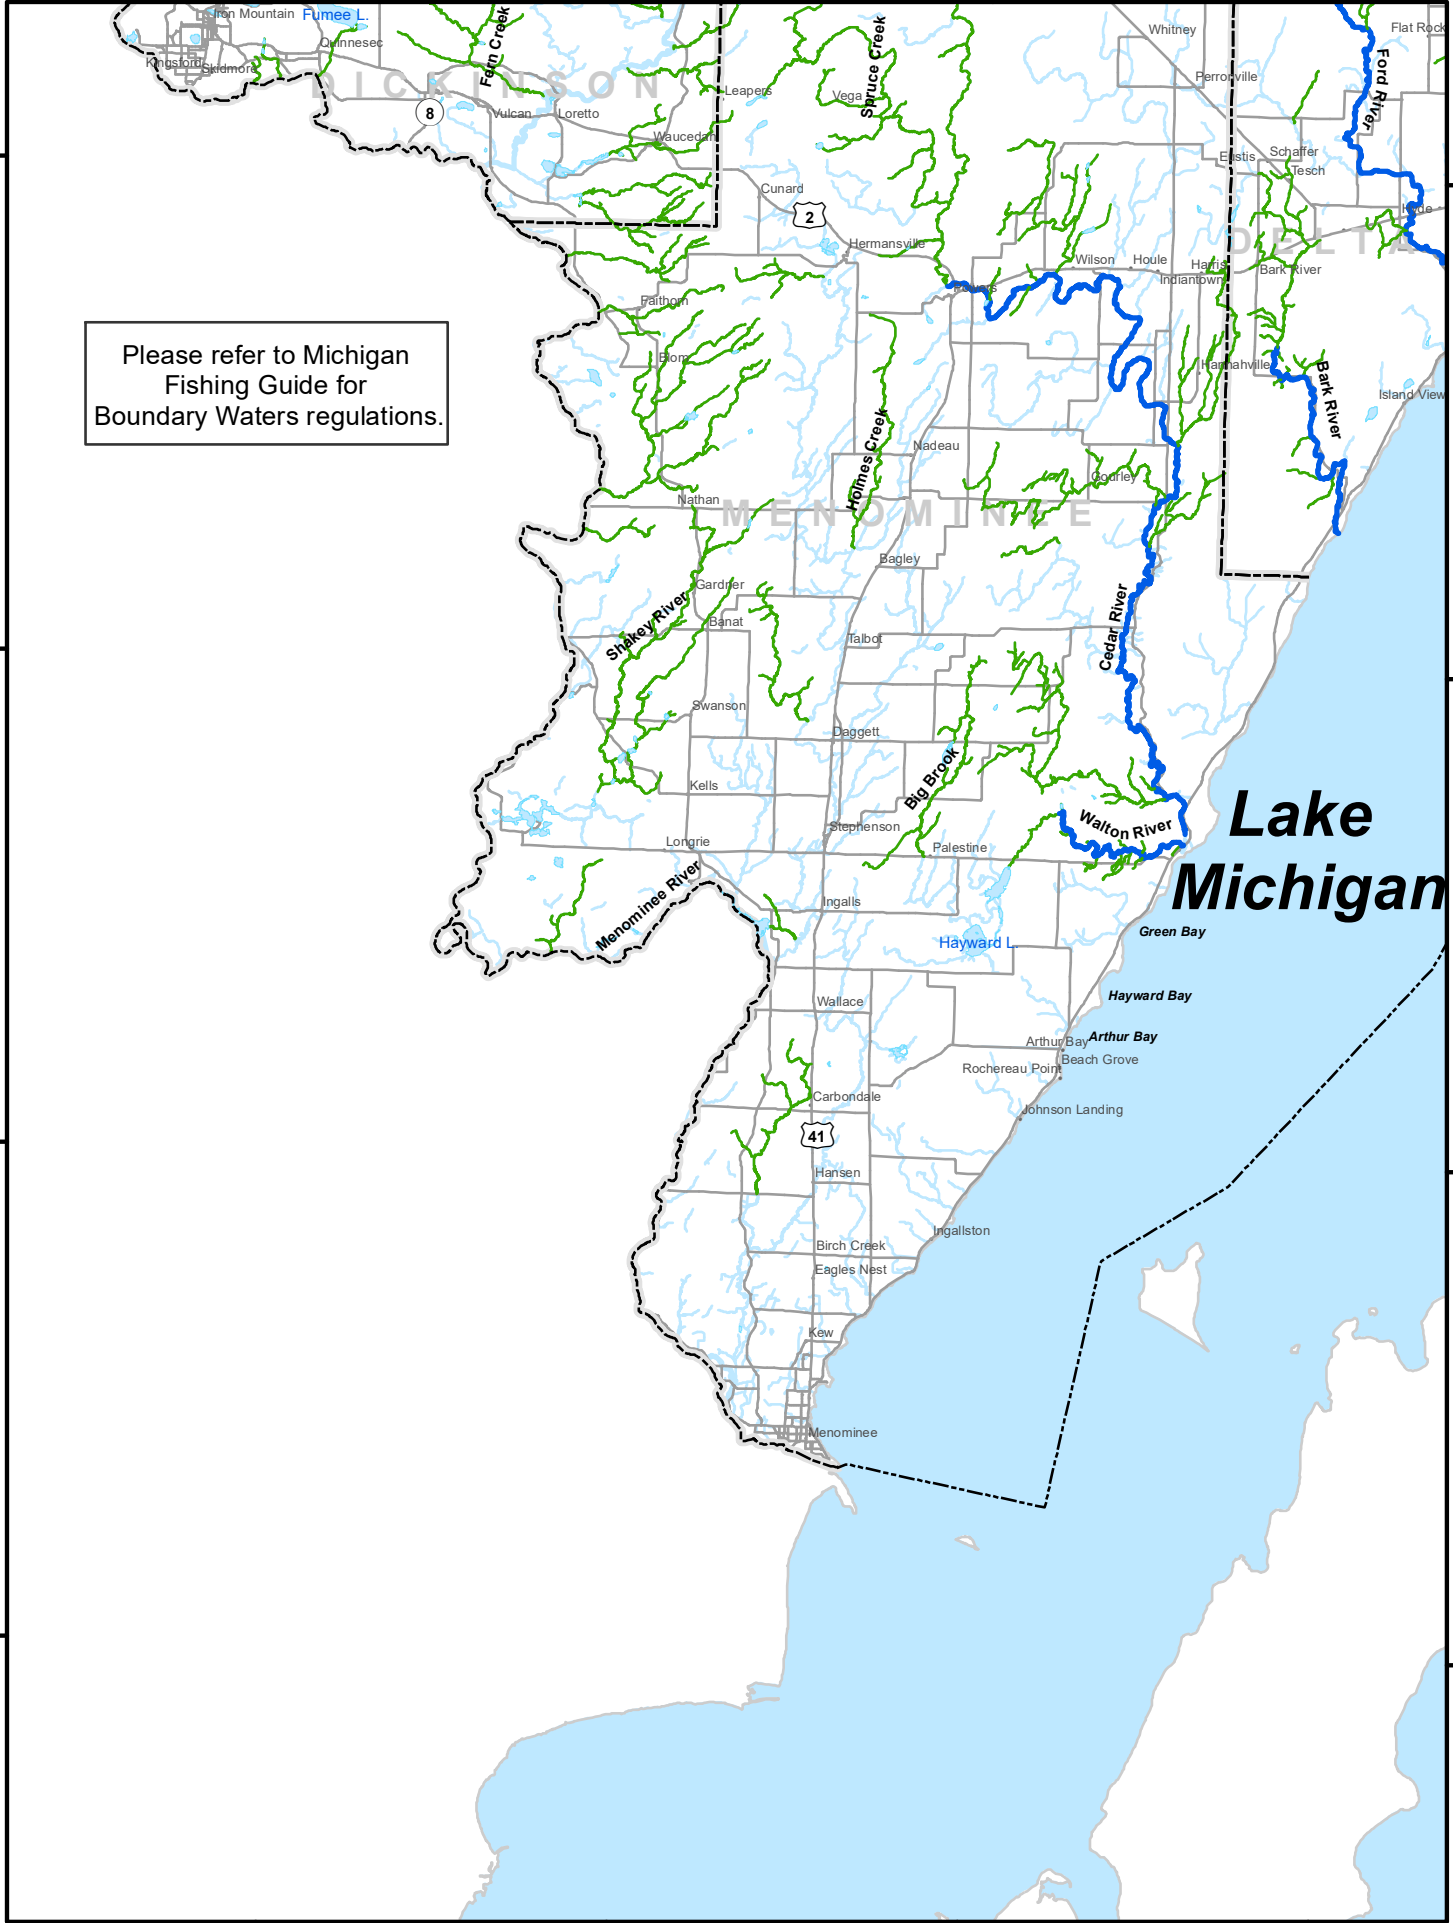 Iron Mountain
Fumee L.
Quinnesec
Kingsford
Skidmore
Fern Creek
Spruce Creek
Whitney
Flat Rock
Ford River
DICKINSON
Leapers
Vega
Perronville
8
Vulcan
Loretto
Waucedah
Eustis
Schaffer
Tesch
Cunard
2
Hyde
Hermansville
DELTA
Wilson
Houle
Harris
Indiantown
Bark River
Powers
Faithorn
Please refer to Michigan
Fishing Guide for
Boundary Waters regulations.
Blom
Hannahville
Bark River
Island View
Holmes Creek
Nadeau
Gourley
Nathan
MENOMINEE
Bagley
Gardner
Shakey River
Banat
Talbot
Cedar River
Swanson
Daggett
Big Brook
Kells
Lake
Michigan
Walton River
Stephenson
Longrie
Palestine
Menominee River
Ingalls
Green Bay
Hayward L.
Hayward Bay
Wallace
Arthur Bay
Arthur Bay
Beach Grove
Rochereau Point
Carbondale
Johnson Landing
41
Hansen
Ingallston
Birch Creek
Eagles Nest
Kew
Menominee